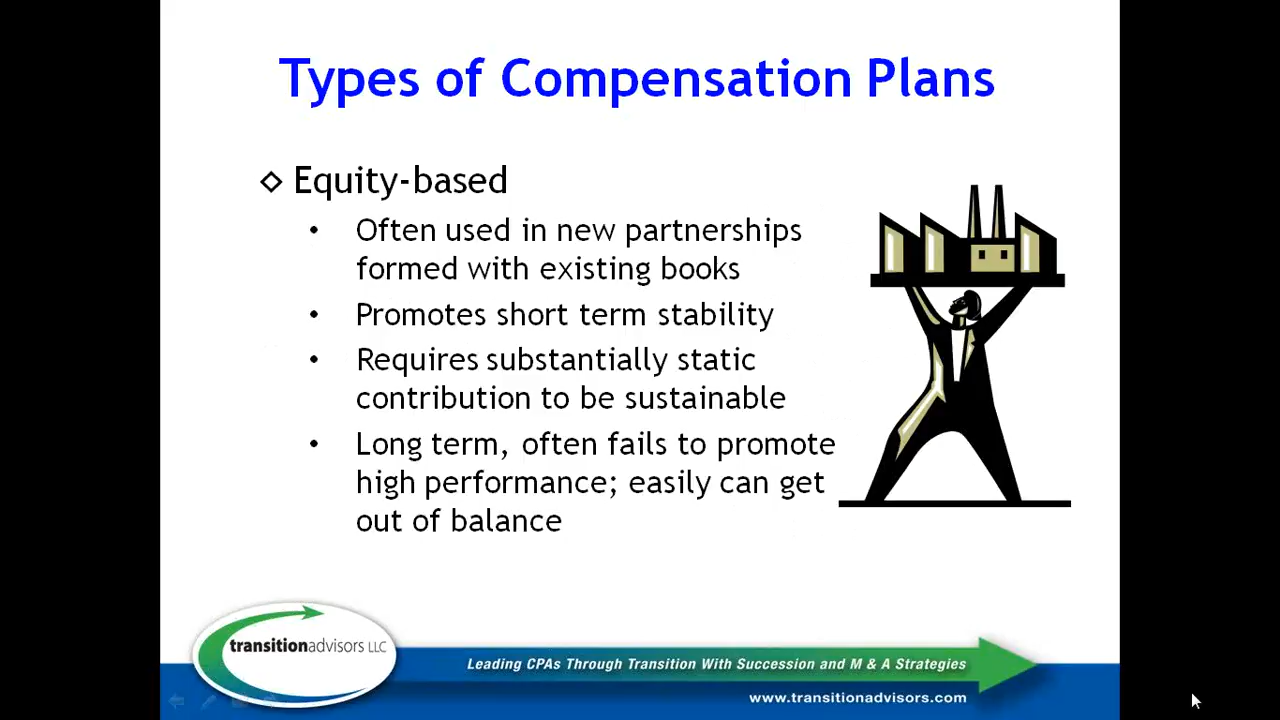 Types of Compensation Plans
◇ Equity-based
• Often used in new partnerships
formed with existing books
• Promotes short term stability
• Requires substantially static
contribution to be sustainable
• Long term, often fails to promote
high performance; easily can get
out of balance
transitionadvisors LLC
Leading CPAs Through Transition With Succession and M & A Strategies
www.transitionadvisors.com